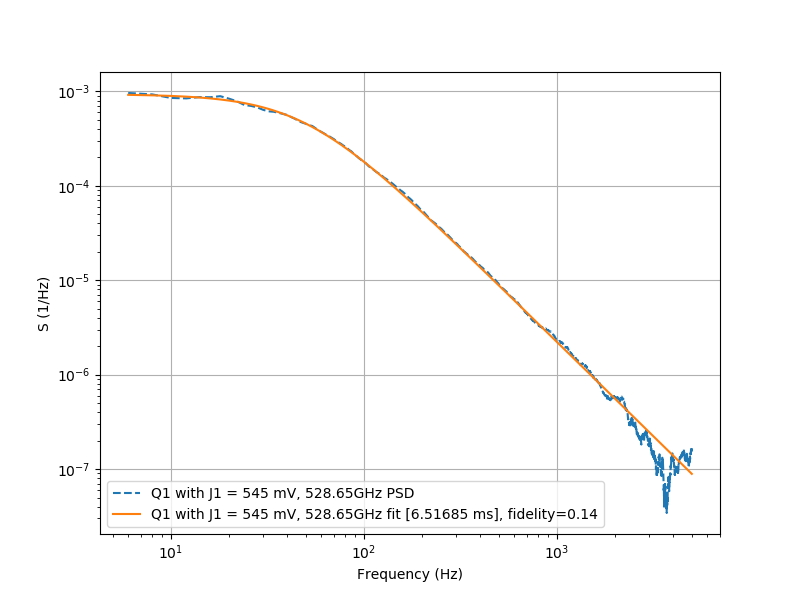 10⁻³
10⁻⁴
10⁻⁵
10⁻⁶
10⁻⁷
S (1/Hz)
Q1 with J1 = 545 mV, 528.65GHz PSD
Q1 with J1 = 545 mV, 528.65GHz fit [6.51685 ms], fidelity=0.14
10¹ 10² 10³
Frequency (Hz)